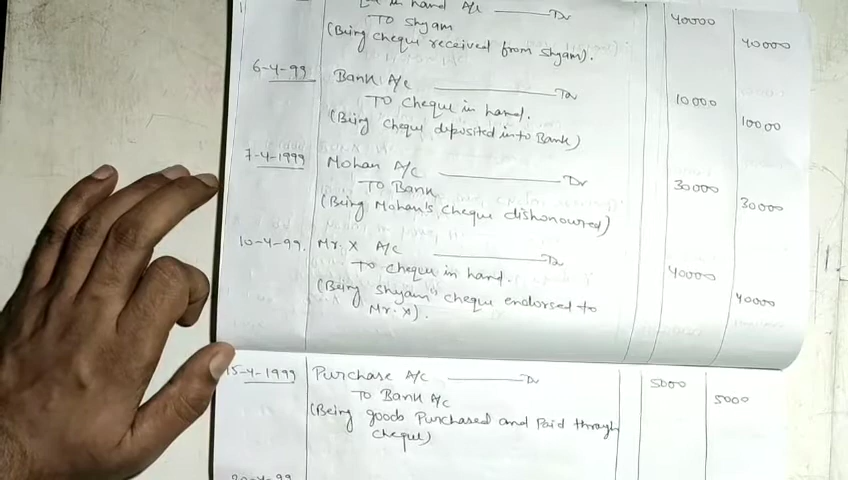 in hand A/c Dr 40000
To Shyam 40000
(Being cheque received from Shyam).
6-4-99 Bank A/c Dr 10000
To Cheque in hand. 10000
(Being cheque deposited into Bank)
7-4-1999 Mohan A/c Dr 30000
To Bank 30000
(Being Mohan's cheque dishonoured)
10-4-99. Mr. X A/c Dr 40000
To cheque in hand. 40000
(Being Shyam's cheque endorsed to
Mr. X).
15-4-1999 Purchase A/c Dr 5000
To Bank A/c 5000
(Being goods Purchased and Paid through
cheque)